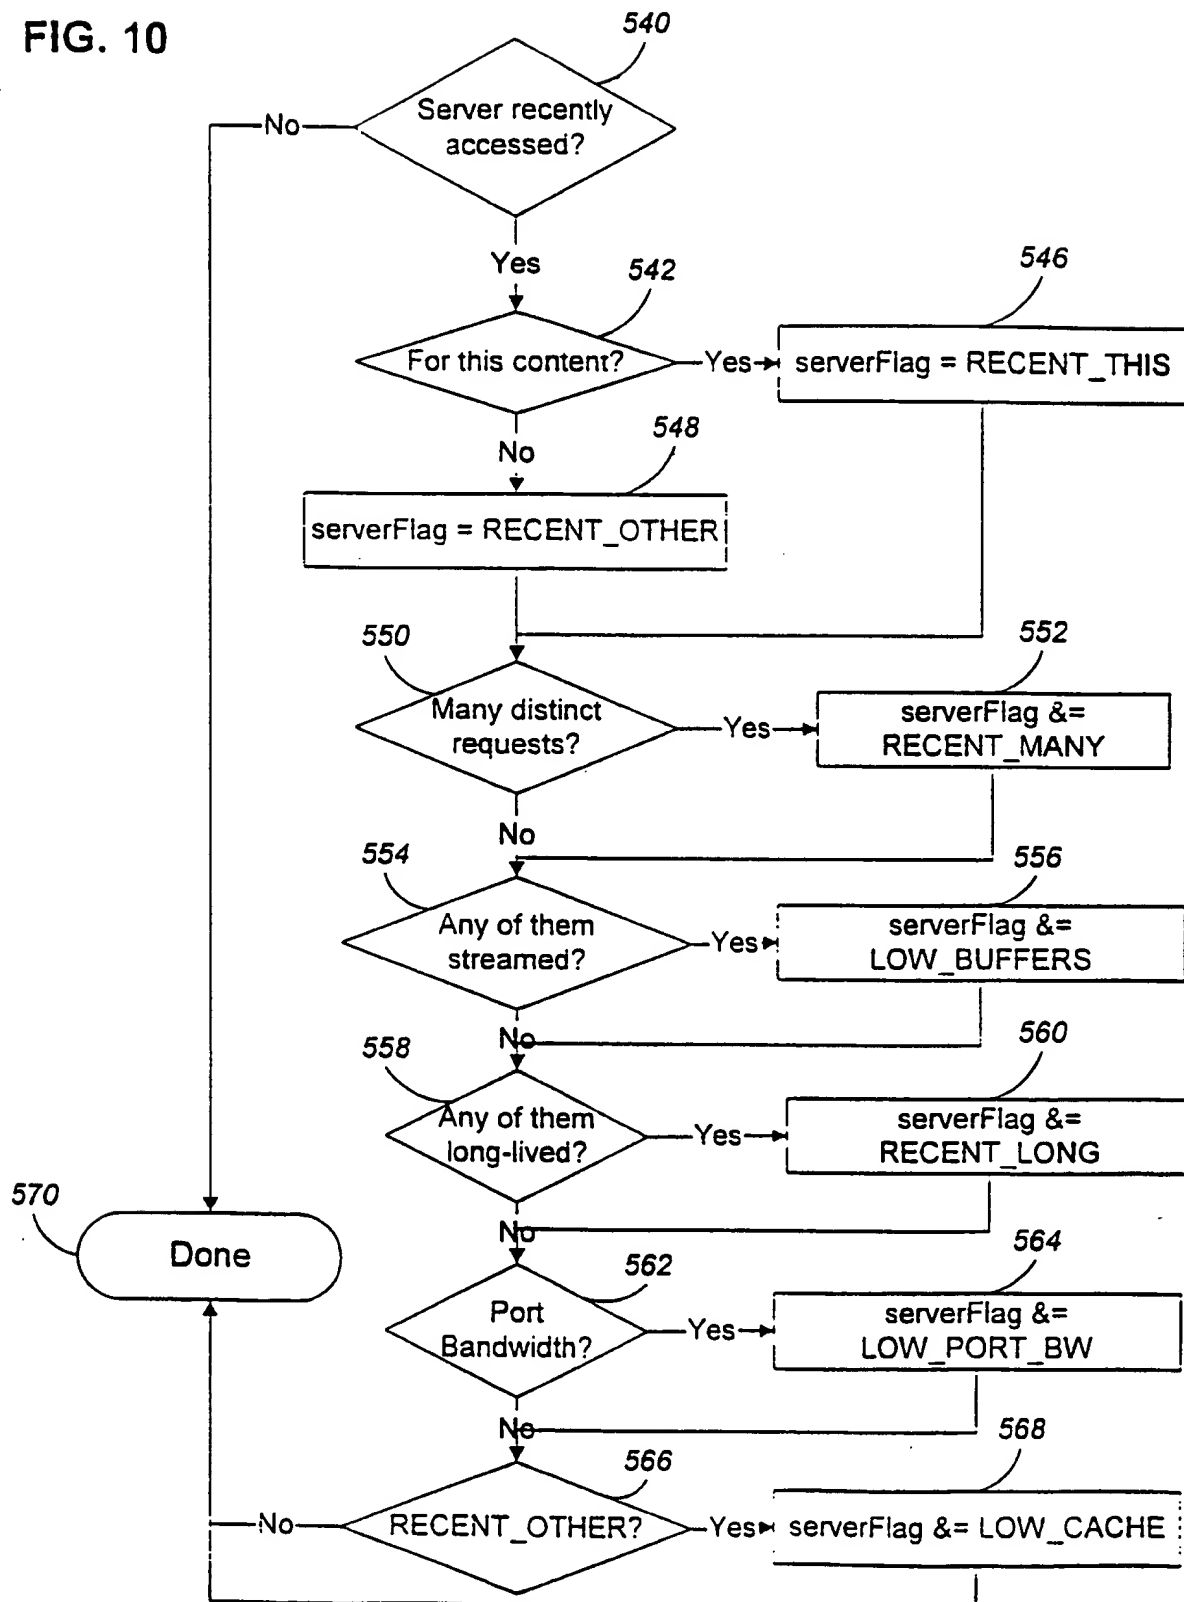 FIG. 10
540
Server recently
accessed?
No
Yes
542
546
For this content?
Yes
serverFlag = RECENT_THIS
No
548
serverFlag = RECENT_OTHER
550
552
Many distinct
requests?
Yes
serverFlag &=
RECENT_MANY
No
554
556
Any of them
streamed?
Yes
serverFlag &=
LOW_BUFFERS
No
558
560
Any of them
long-lived?
Yes
serverFlag &=
RECENT_LONG
570
No
Done
562
564
Port
Bandwidth?
Yes
serverFlag &=
LOW_PORT_BW
No
566
568
No
RECENT_OTHER?
Yes
serverFlag &= LOW_CACHE